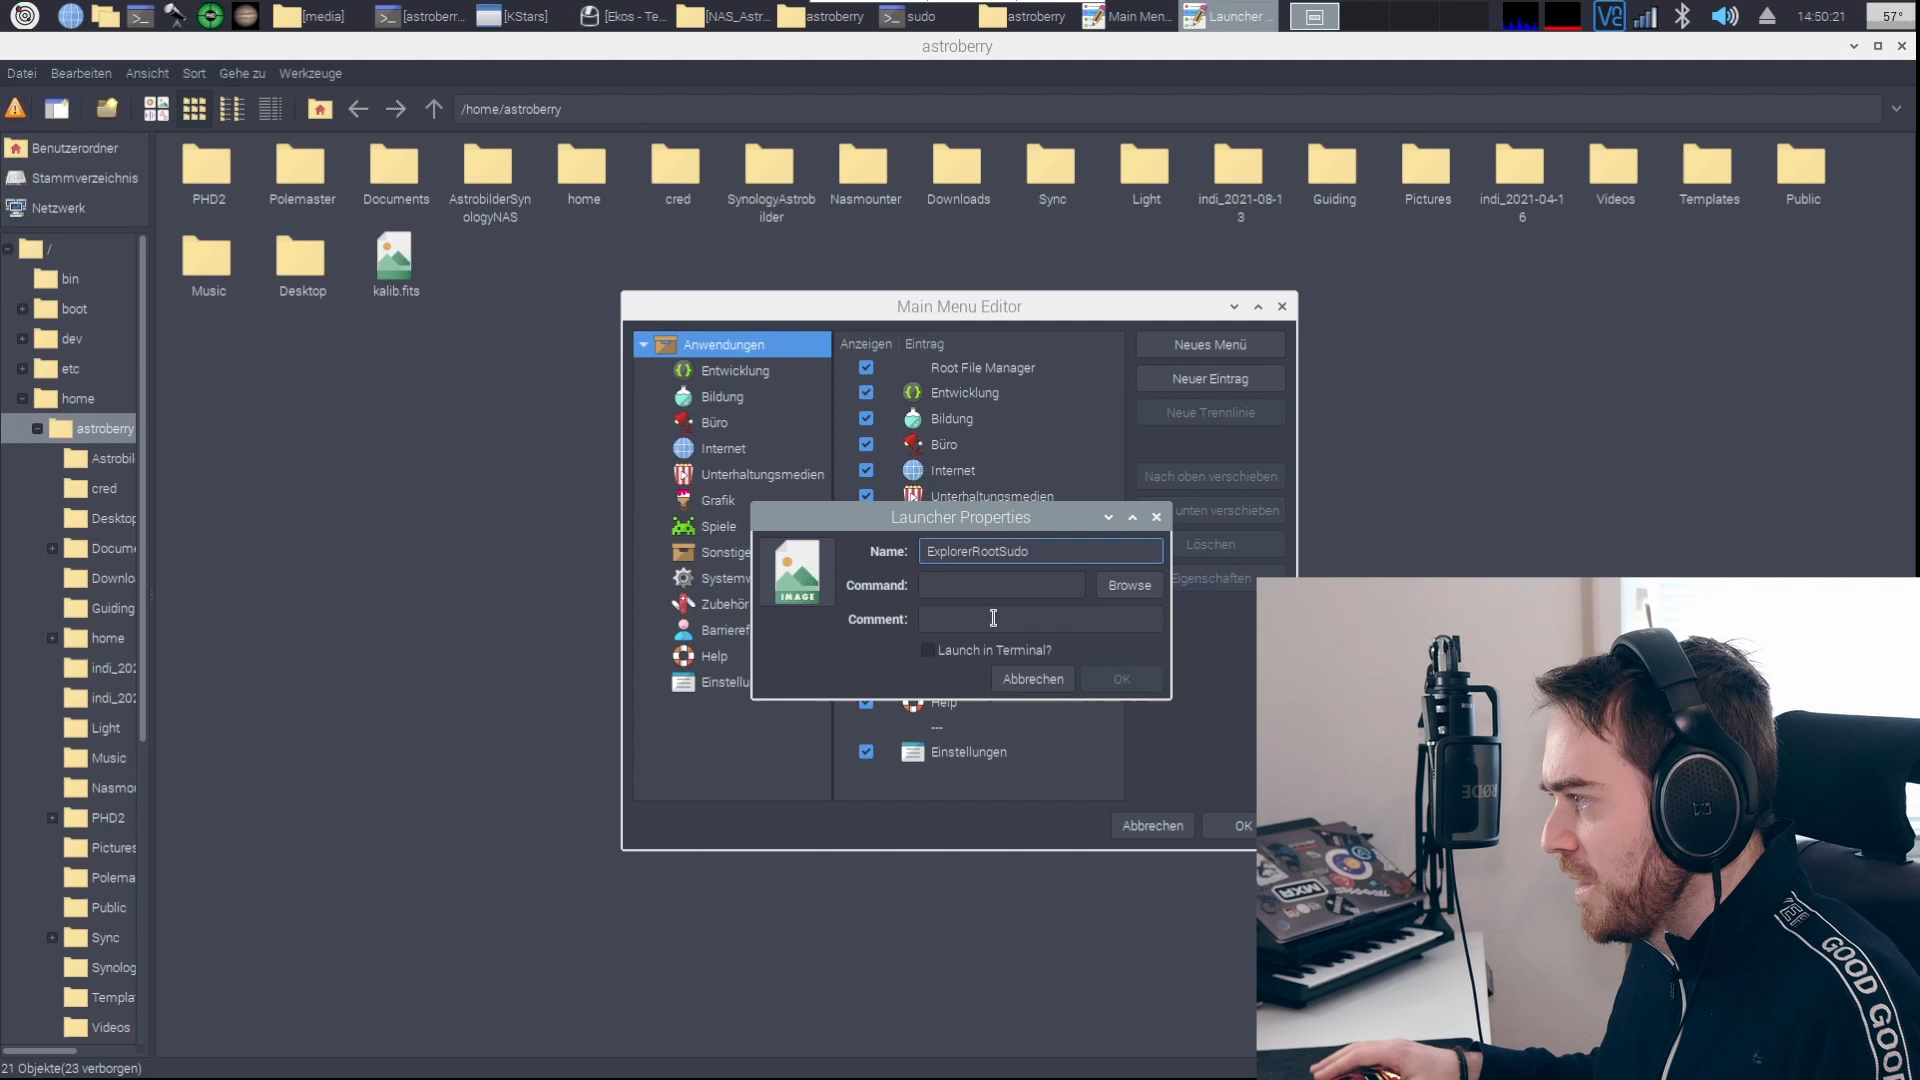 [media]
[astroberr...
[KStars]
[Ekos - Te...
[NAS_Astr...
astroberry
sudo
astroberry
Main Men...
Launcher ...
14:50:21
57°
astroberry
Datei
Bearbeiten
Ansicht
Sort
Gehe zu
Werkzeuge
/home/astroberry
Benutzerordner
Stammverzeichnis
Netzwerk
/
bin
boot
dev
etc
home
astroberry
Astrobil
cred
Desktop
Docume
Downlo
Guiding
home
indi_202
indi_202
Light
Music
Nasmou
PHD2
Pictures
Polema
Public
Sync
Synolog
Templa
Videos
PHD2
Polemaster
Documents
AstrobilderSyn
ologyNAS
home
cred
SynologyAstrob
ilder
Nasmounter
Downloads
Sync
Light
indi_2021-08-1
3
Guiding
Pictures
indi_2021-04-1
6
Videos
Templates
Public
Music
Desktop
kalib.fits
Main Menu Editor
Anwendungen
Entwicklung
Bildung
Büro
Internet
Unterhaltungsmedien
Grafik
Spiele
Sonstige
Systemw
Zubehör
Barrieref
Help
Einstellu
Anzeigen
Eintrag
Root File Manager
Entwicklung
Bildung
Büro
Internet
Unterhaltungsmedien
Help
---
Einstellungen
Neues Menü
Neuer Eintrag
Neue Trennlinie
Nach oben verschieben
unten verschieben
Löschen
Eigenschaften
Abbrechen
OK
Launcher Properties
IMAGE
Name:
ExplorerRootSudo
Command:
Browse
Comment:
Launch in Terminal?
Abbrechen
OK
21 Objekte(23 verborgen)
RØDE
MXR
GOOD GOO